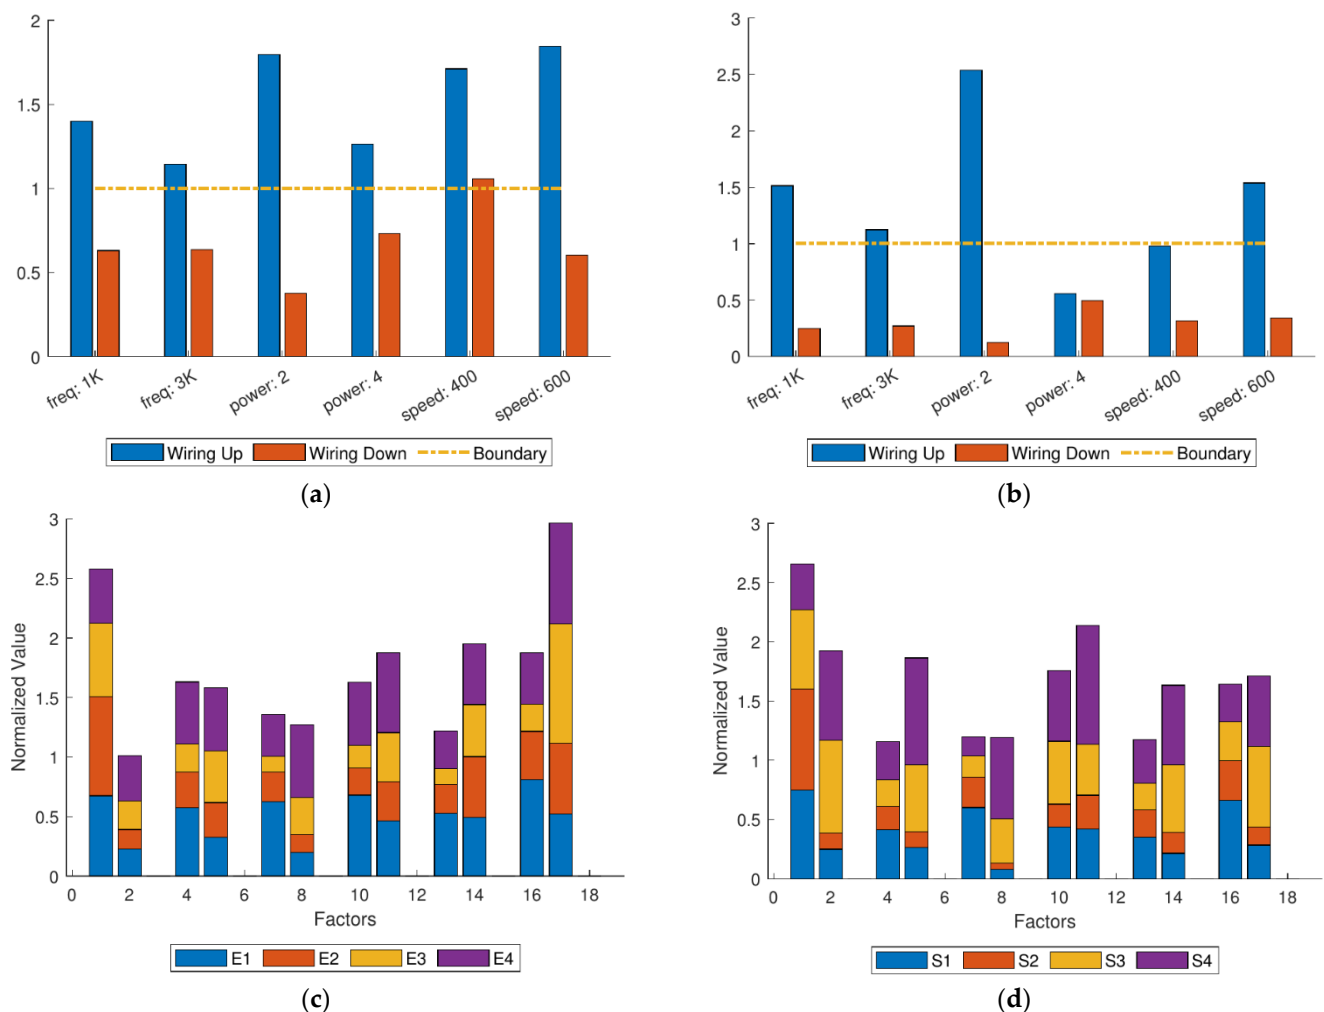 2
1.5
1
0.5
0
freq: 1K
freq: 3K
power: 2
power: 4
speed: 400
speed: 600
Wiring Up
Wiring Down
Boundary
(a)
3
2.5
2
1.5
1
0.5
0
freq: 1K
freq: 3K
power: 2
power: 4
speed: 400
speed: 600
Wiring Up
Wiring Down
Boundary
(b)
Normalized Value
3
2.5
2
1.5
1
0.5
0
0 2 4 6 8 10 12 14 16 18
Factors
E1 E2 E3 E4
(c)
Normalized Value
3
2.5
2
1.5
1
0.5
0
0 2 4 6 8 10 12 14 16 18
Factors
S1 S2 S3 S4
(d)